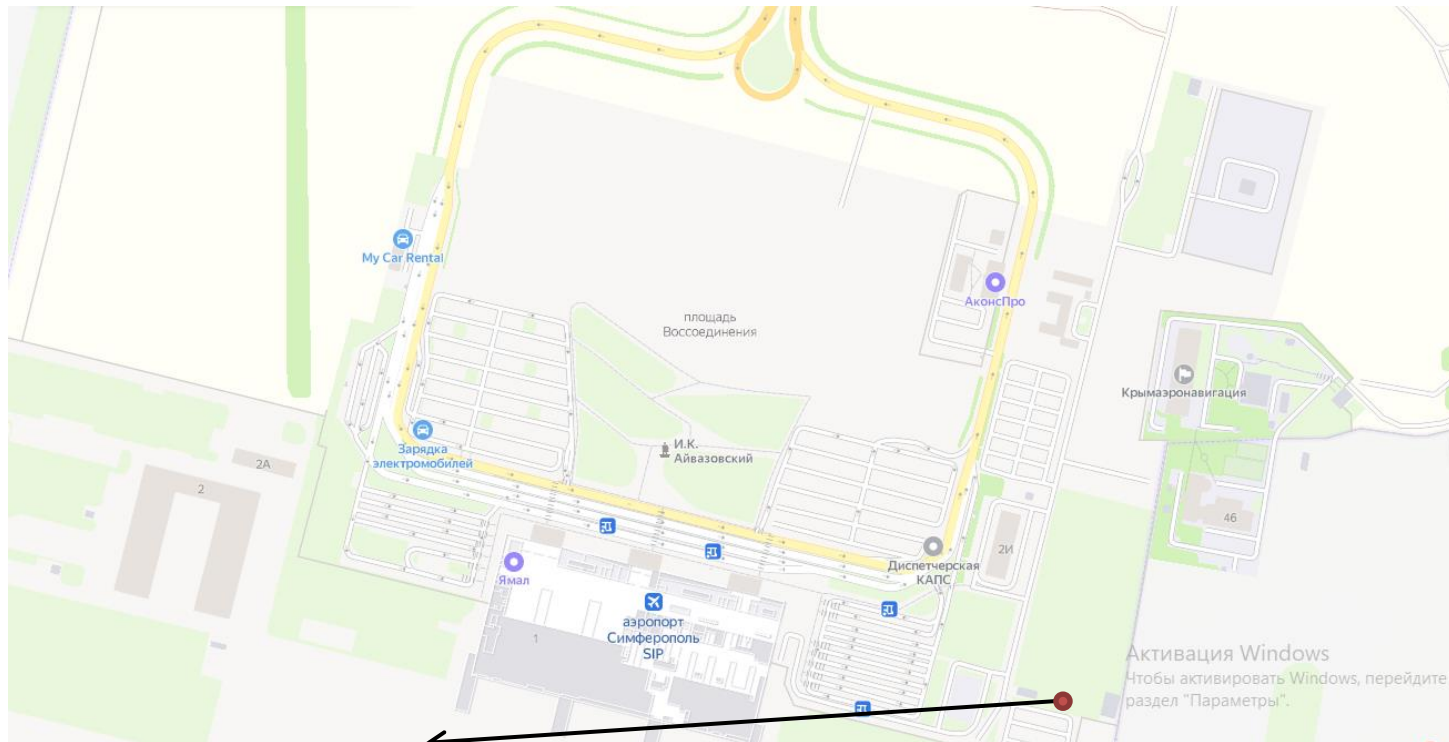 My Car Rental
АконсПро
площадь
Воссоединения
Крымаэронавигация
Зарядка
электромобилей
И.К.
Айвазовский
2А
2
46
2И
Диспетчерская
КАПС
Ямал
аэропорт
Симферополь
SIP
1
Активация Windows
Чтобы активировать Windows, перейдите
раздел "Параметры".